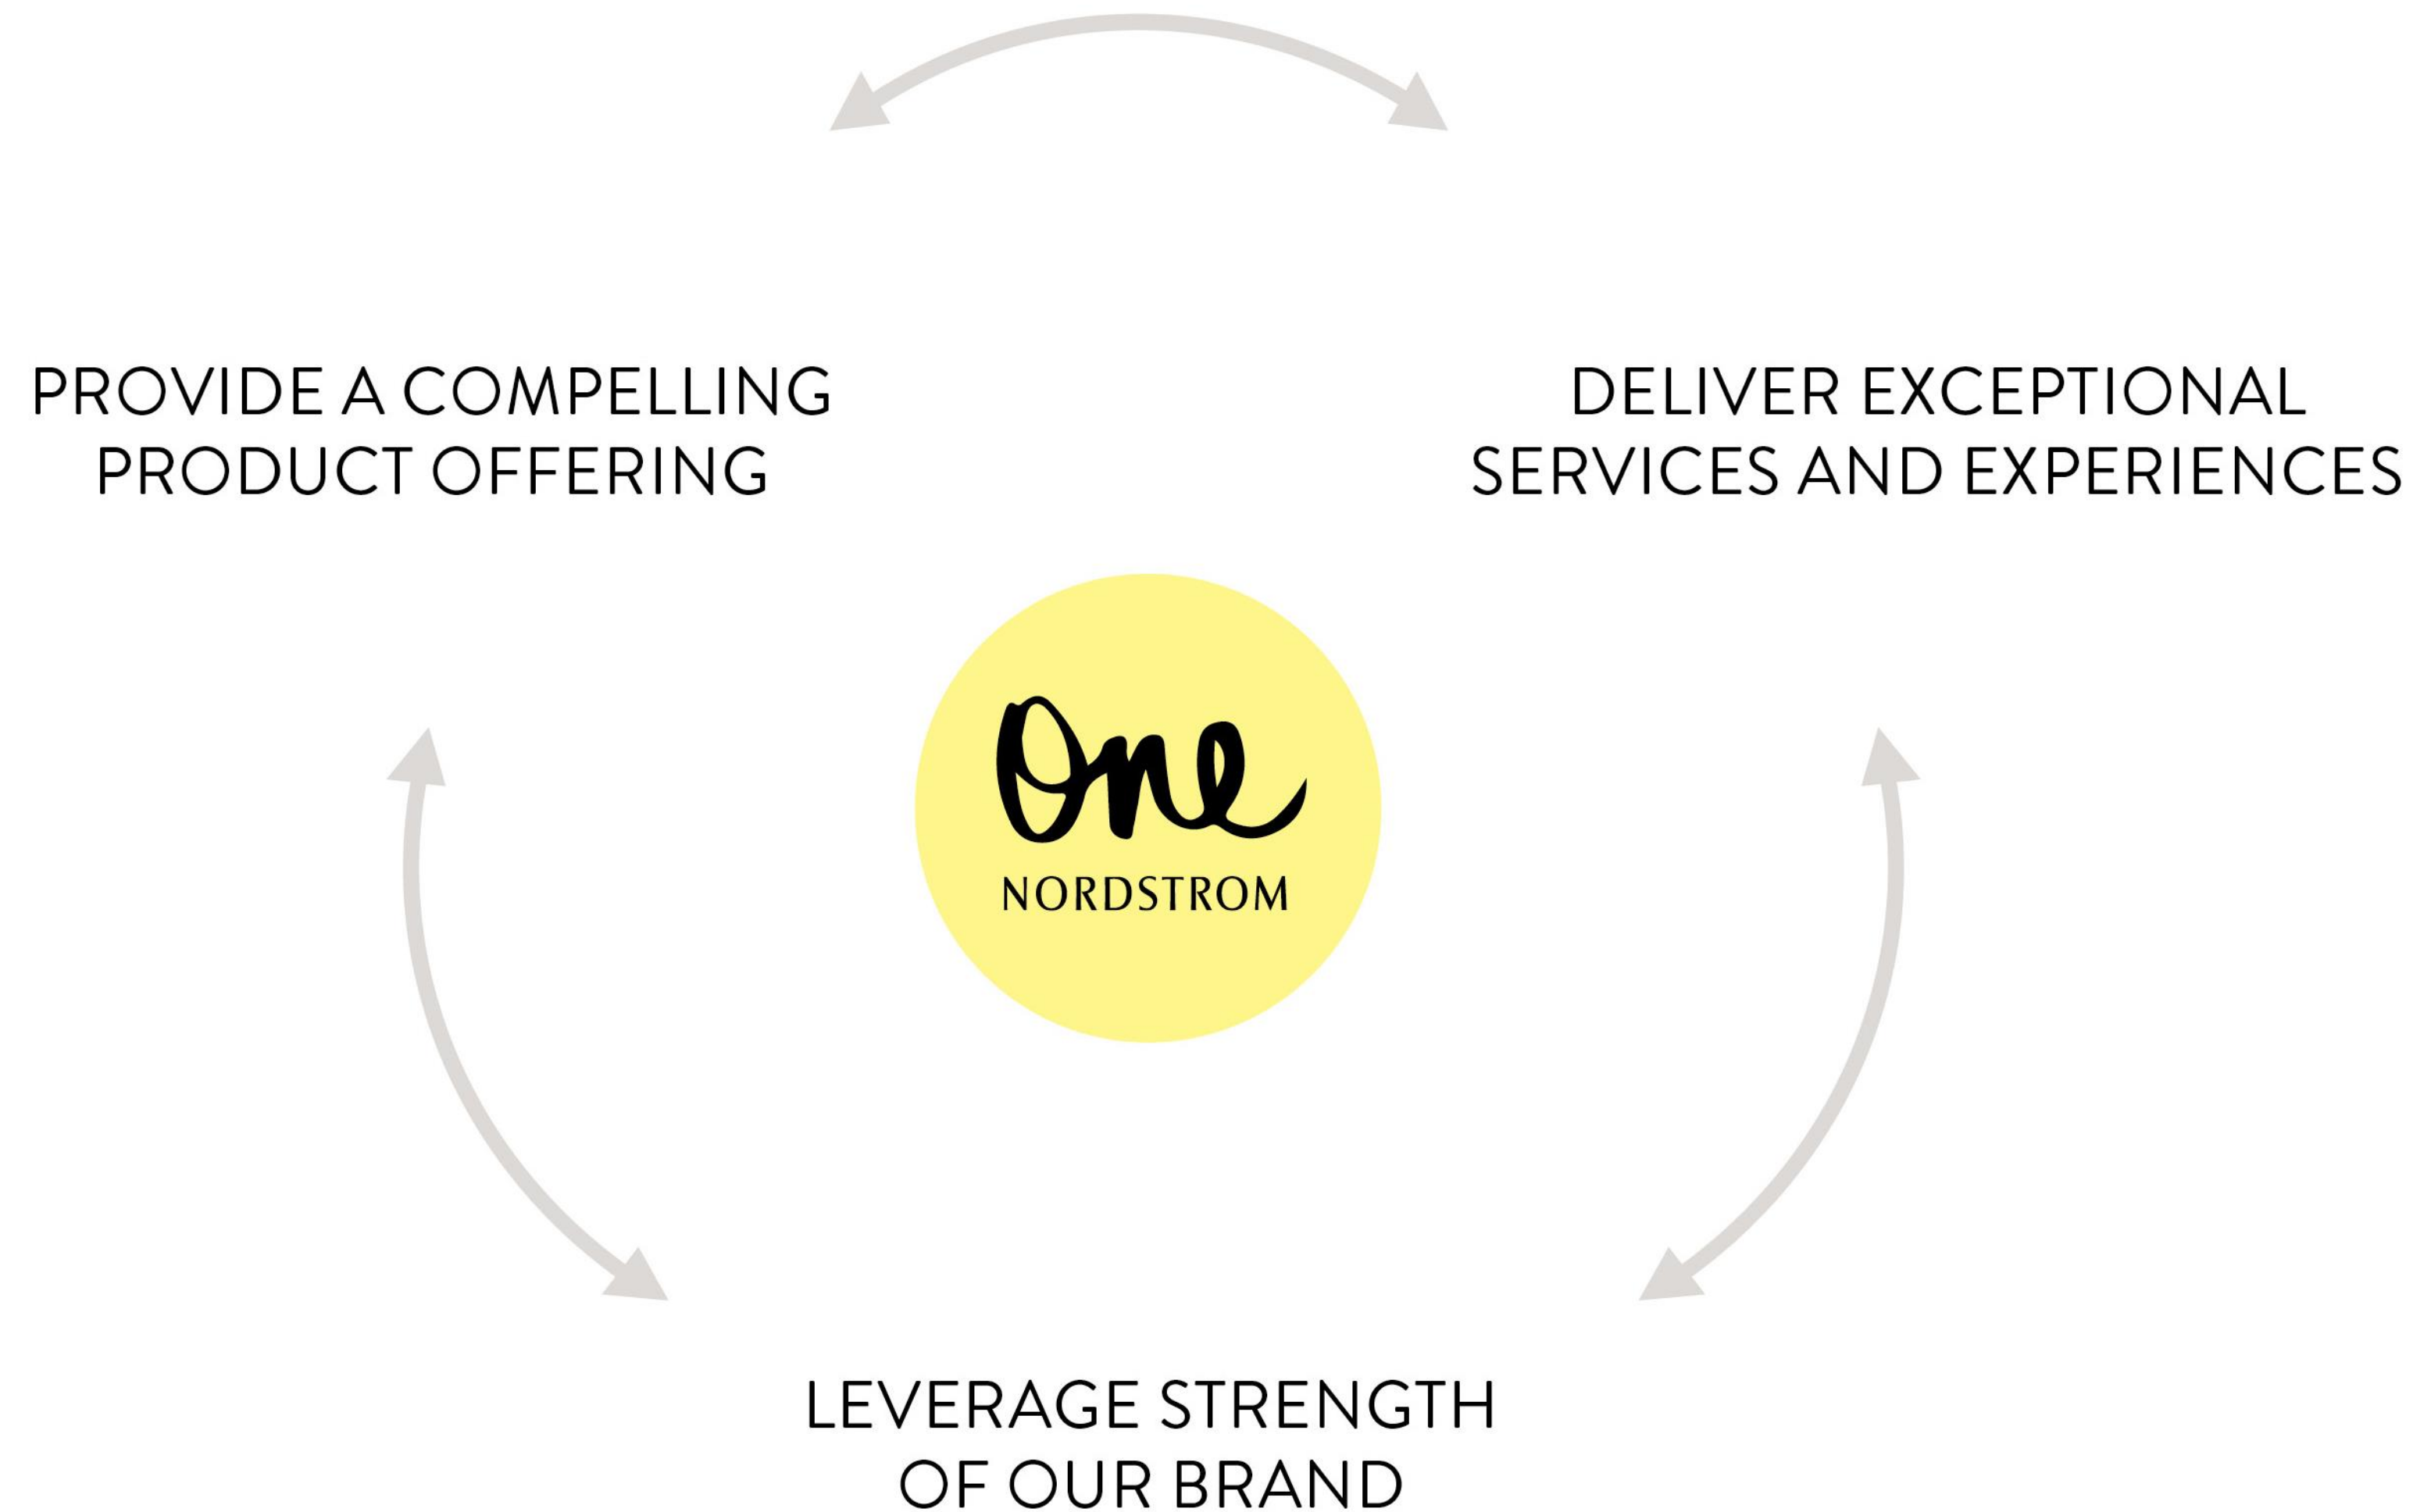 PROVIDE A COMPELLING
PRODUCT OFFERING
DELIVER EXCEPTIONAL
SERVICES AND EXPERIENCES
One
NORDSTROM
LEVERAGE STRENGTH
OF OUR BRAND